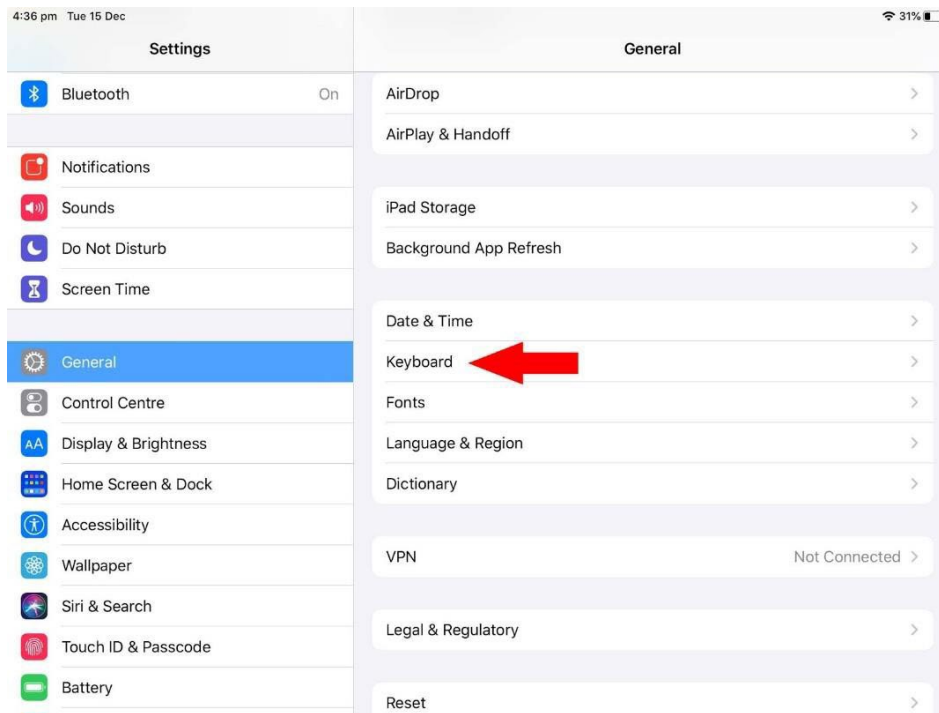 4:36 pm Tue 15 Dec
31%
Settings
Bluetooth On
Notifications
Sounds
Do Not Disturb
Screen Time
General
Control Centre
AA Display & Brightness
Home Screen & Dock
Accessibility
Wallpaper
Siri & Search
Touch ID & Passcode
Battery
General
AirDrop
AirPlay & Handoff
iPad Storage
Background App Refresh
Date & Time
Keyboard
Fonts
Language & Region
Dictionary
VPN Not Connected
Legal & Regulatory
Reset